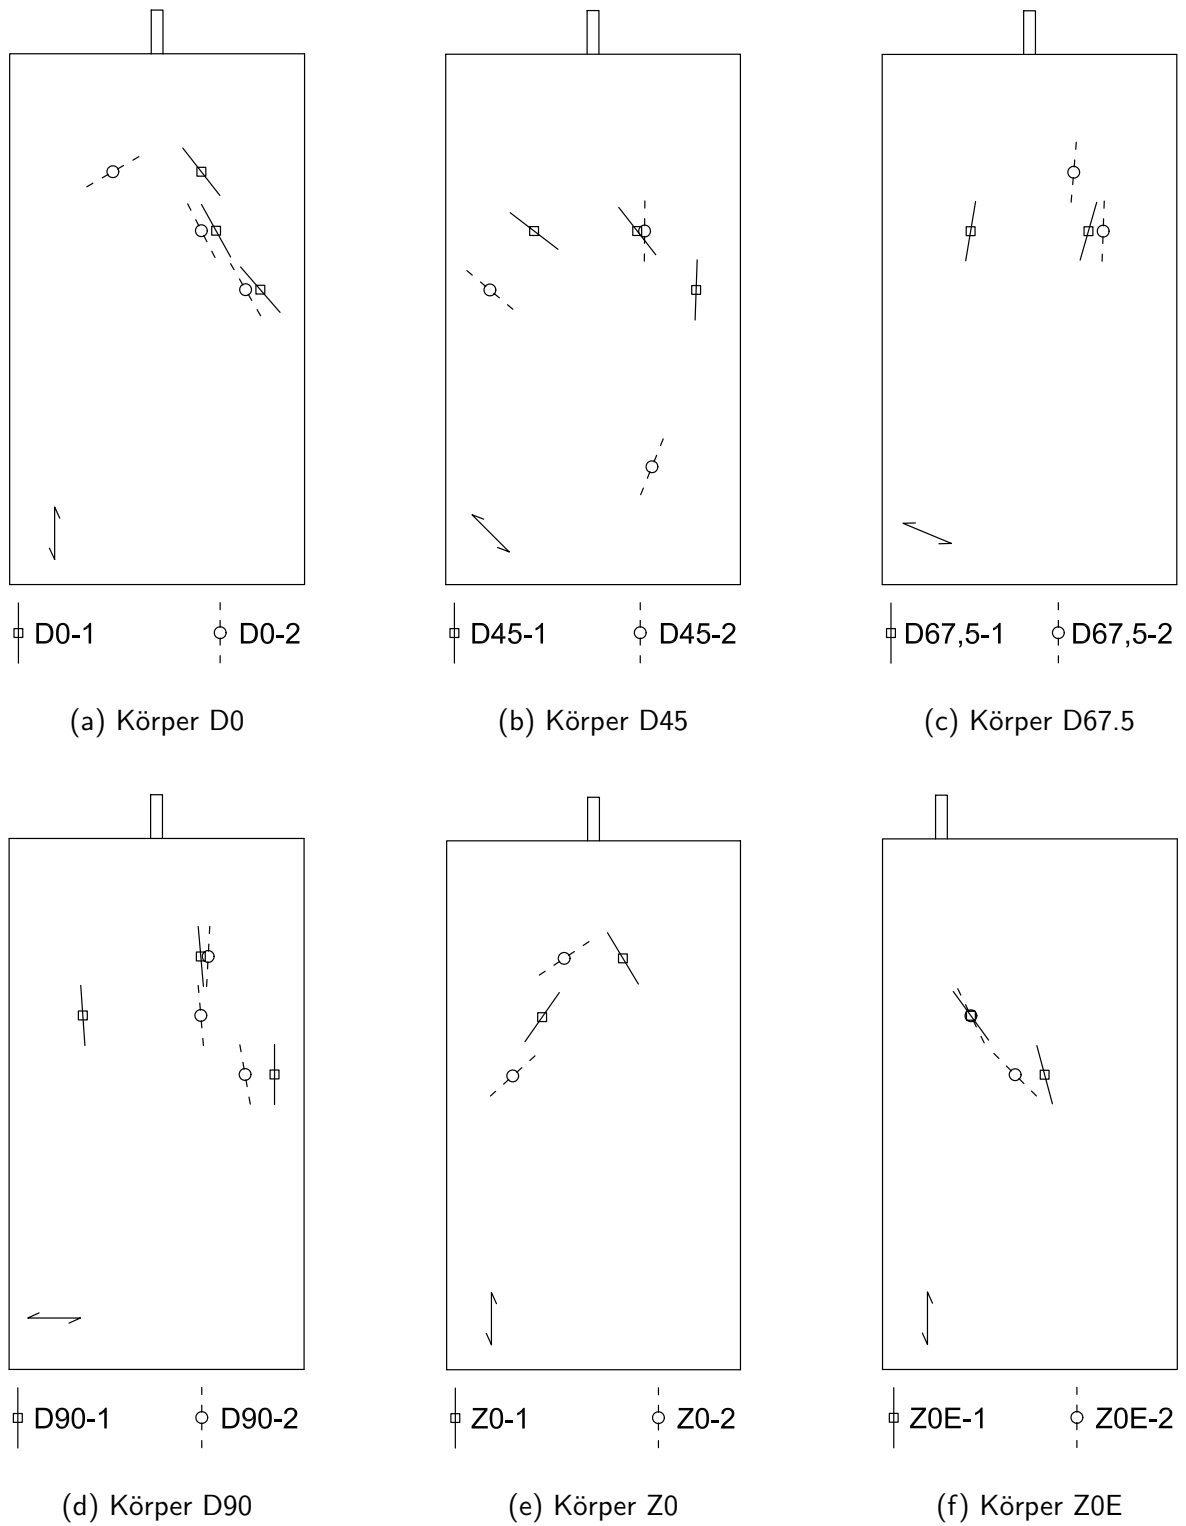 D0-1 D0-2 D45-1 D45-2 D67,5-1 D67,5-2
(a) Körper D0 (b) Körper D45 (c) Körper D67.5
D90-1 D90-2 Z0-1 Z0-2 Z0E-1 Z0E-2
(d) Körper D90 (e) Körper Z0 (f) Körper Z0E